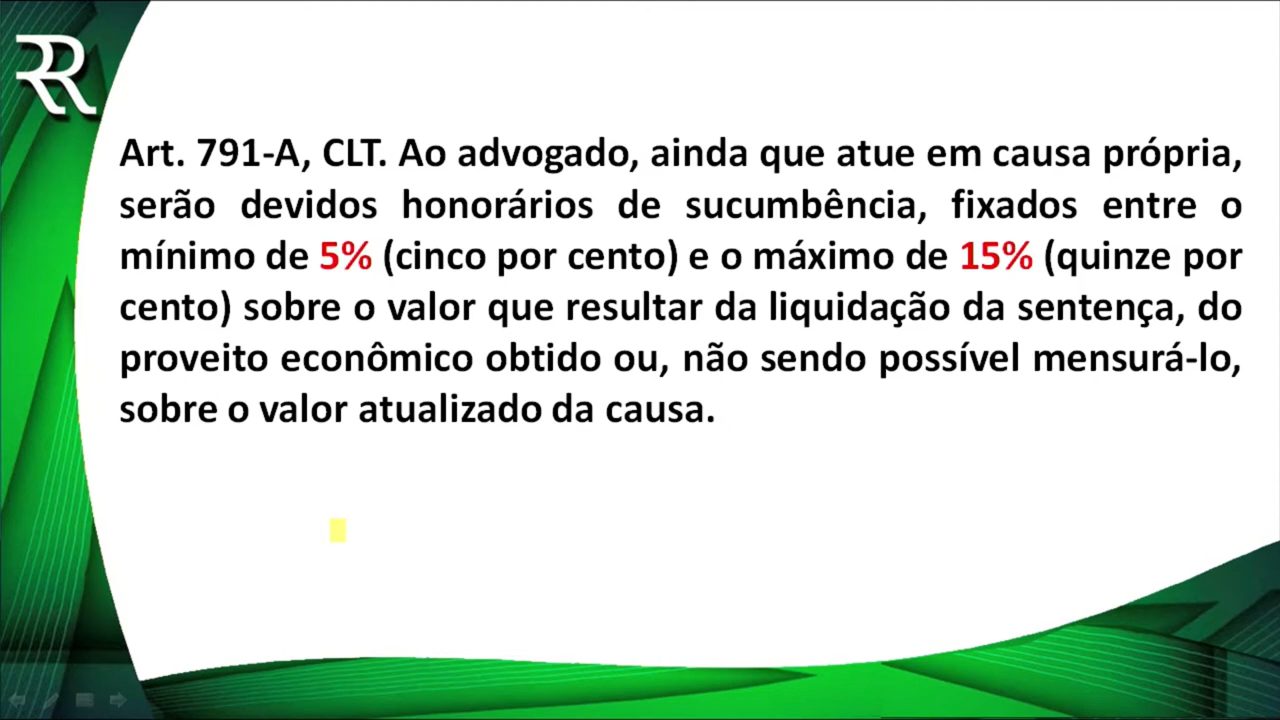 Art. 791-A, CLT. Ao advogado, ainda que atue em causa própria,
serão devidos honorários de sucumbência, fixados entre o
mínimo de 5% (cinco por cento) e o máximo de 15% (quinze por
cento) sobre o valor que resultar da liquidação da sentença, do
proveito econômico obtido ou, não sendo possível mensurá-lo,
sobre o valor atualizado da causa.